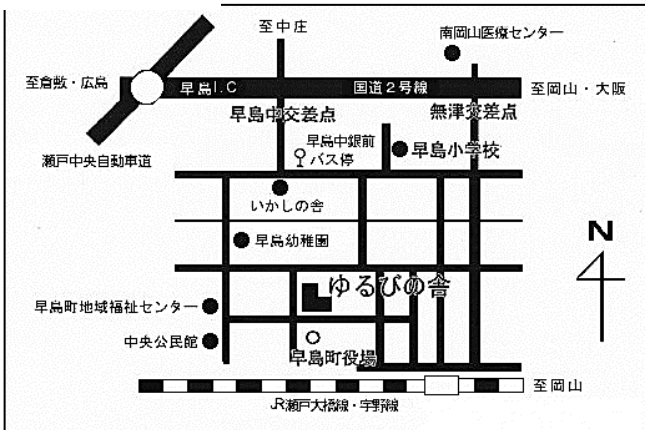 至中庄
南岡山医療センター
至倉敷・広島
早島I.C
国道2号線
至岡山・大阪
早島中交差点
無津交差点
早島中銀前
バス停
早島小学校
瀬戸中央自動車道
いかしの舎
早島幼稚園
N
ゆるびの舎
早島町地域福祉センター
中央公民館
早島町役場
至岡山
JR瀬戸大橋線・宇野線